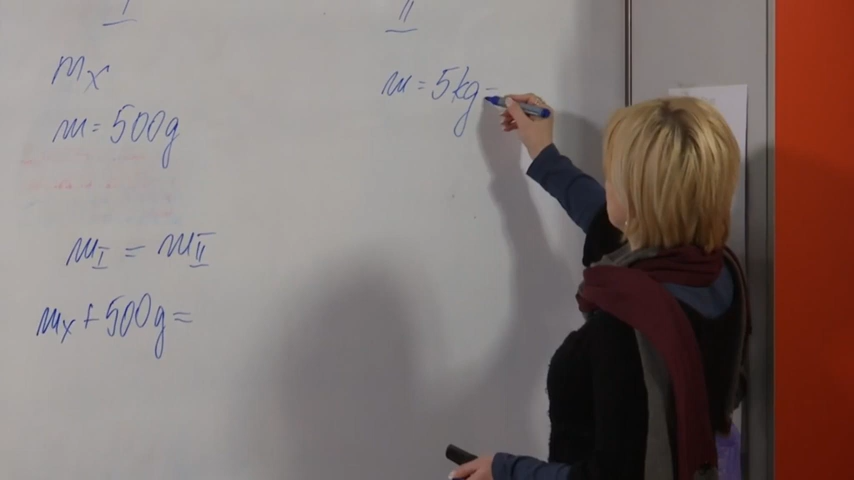 I
II
mx
m = 500g
m = 5kg =
mI = mII
mx + 500g =